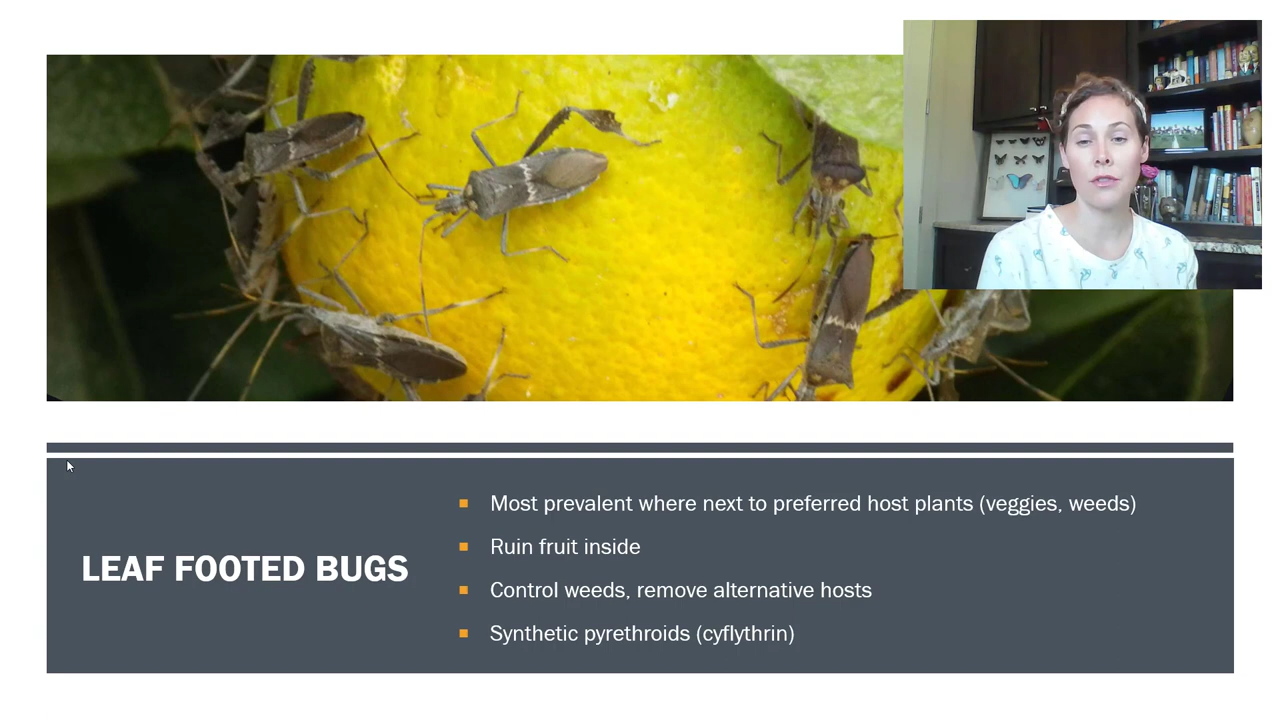 LEAF FOOTED BUGS
Most prevalent where next to preferred host plants (veggies, weeds)
Ruin fruit inside
Control weeds, remove alternative hosts
Synthetic pyrethroids (cyflythrin)